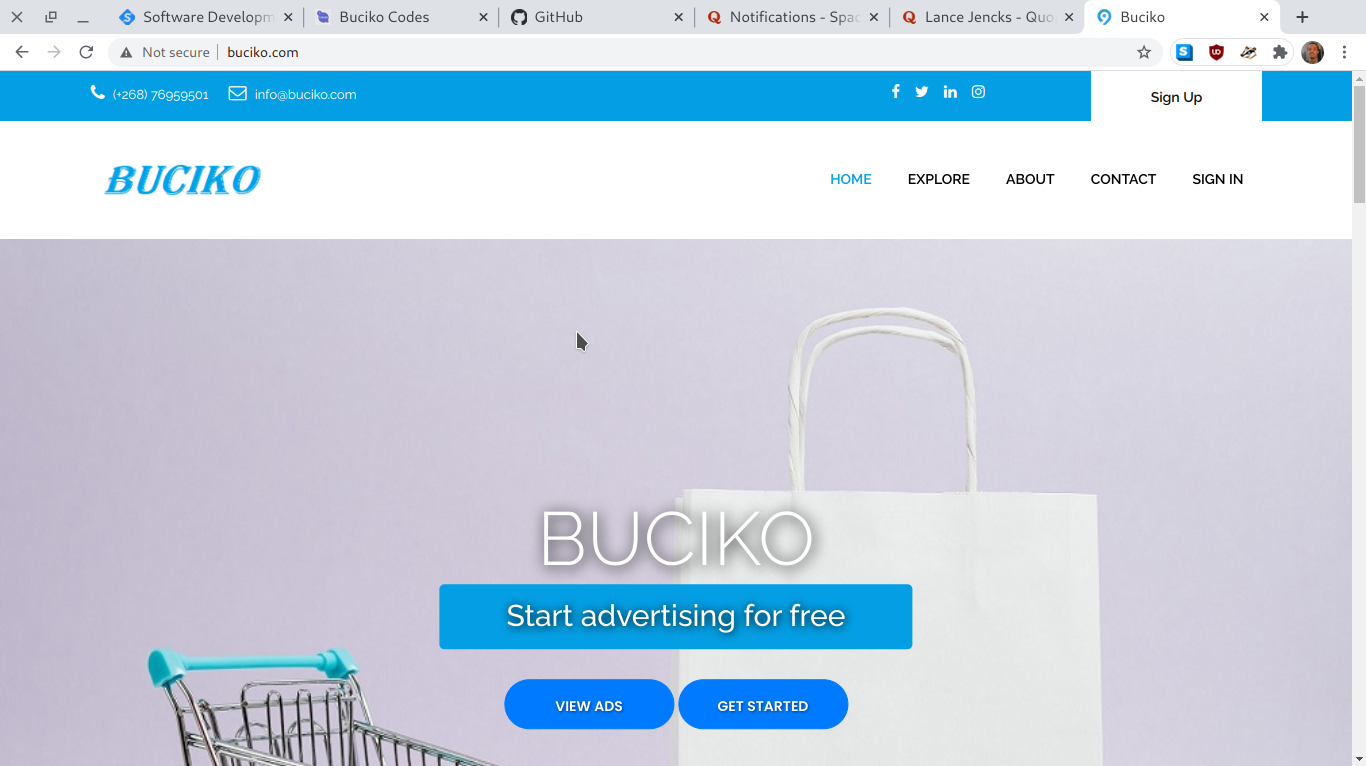 Software Developm
Buciko Codes
GitHub
Notifications - Spac
Lance Jencks - Quo
Buciko
Not secure
buciko.com
(+268) 76959501
info@buciko.com
Sign Up
BUCIKO
HOME
EXPLORE
ABOUT
CONTACT
SIGN IN
BUCIKO
Start advertising for free
VIEW ADS
GET STARTED